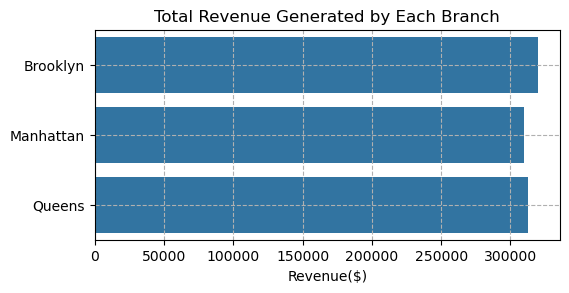 Total Revenue Generated by Each Branch
Brooklyn
Manhattan
Queens
0 50000 100000 150000 200000 250000 300000
Revenue($)